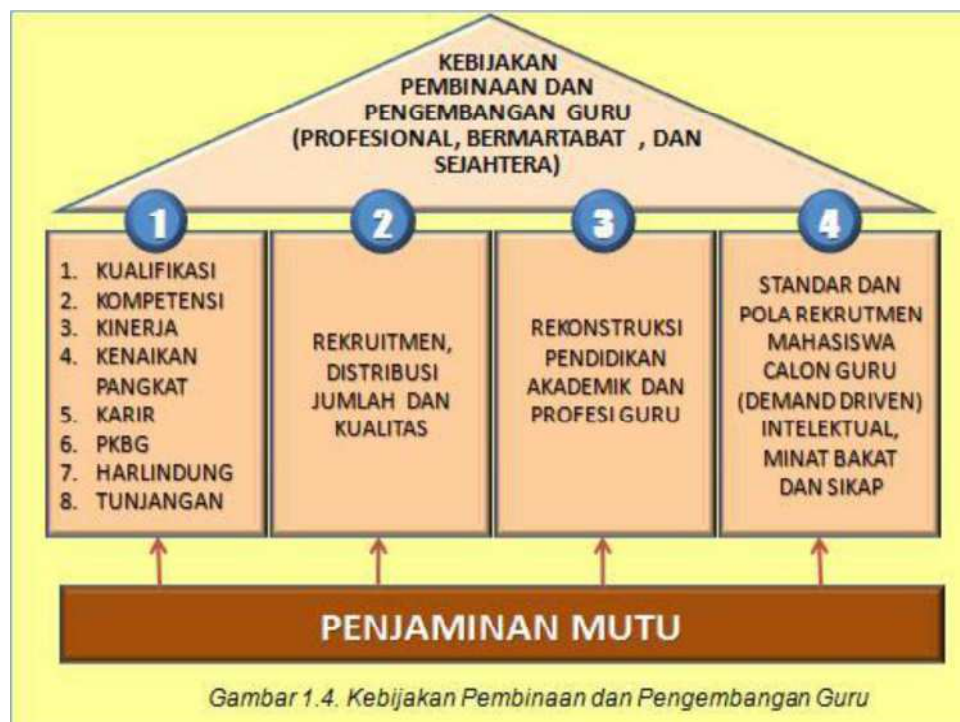 KEBIJAKAN
PEMBINAAN DAN
PENGEMBANGAN GURU
(PROFESIONAL, BERMARTABAT , DAN
SEJAHTERA)
1
1. KUALIFIKASI
2. KOMPETENSI
3. KINERJA
4. KENAIKAN
PANGKAT
5. KARIR
6. PKBG
7. HARLINDUNG
8. TUNJANGAN
2
REKRUITMEN,
DISTRIBUSI
JUMLAH DAN
KUALITAS
3
REKONSTRUKSI
PENDIDIKAN
AKADEMIK DAN
PROFESI GURU
4
STANDAR DAN
POLA REKRUTMEN
MAHASISWA
CALON GURU
(DEMAND DRIVEN)
INTELEKTUAL,
MINAT BAKAT
DAN SIKAP
PENJAMINAN MUTU
Gambar 1.4. Kebijakan Pembinaan dan Pengembangan Guru